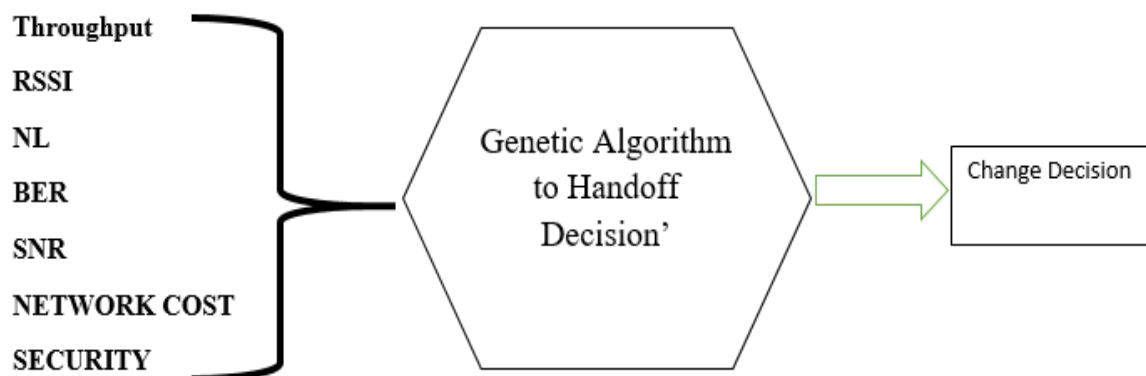 Throughput
RSSI
NL
BER
SNR
NETWORK COST
SECURITY
Genetic Algorithm
to Handoff
Decision’
Change Decision